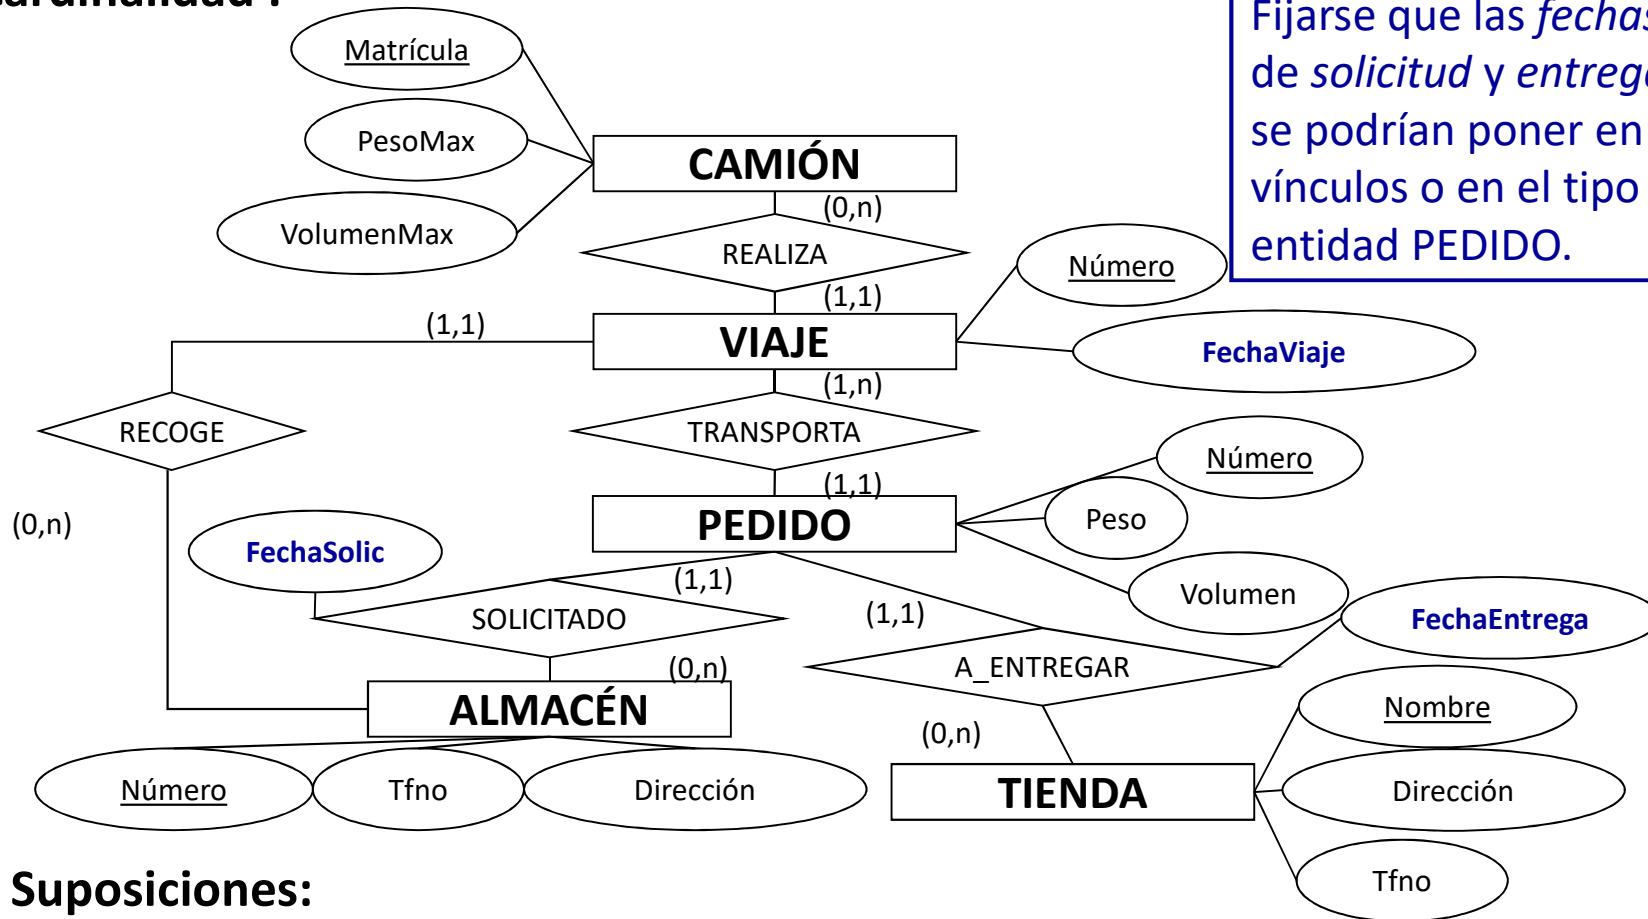 cardinalidad :
Fijarse que las fechas
de solicitud y entrega
se podrían poner en
vínculos o en el tipo
entidad PEDIDO.
Matrícula
PesoMax
VolumenMax
CAMIÓN
(0,n)
REALIZA
(1,1)
Número
FechaViaje
(1,1)
VIAJE
(1,n)
RECOGE
TRANSPORTA
(1,1)
Número
Peso
Volumen
(0,n)
PEDIDO
FechaSolic
(1,1)
SOLICITADO
(0,n)
(1,1)
A_ENTREGAR
FechaEntrega
(0,n)
ALMACÉN
Número
Tfno
Dirección
TIENDA
Nombre
Dirección
Tfno
Suposiciones: